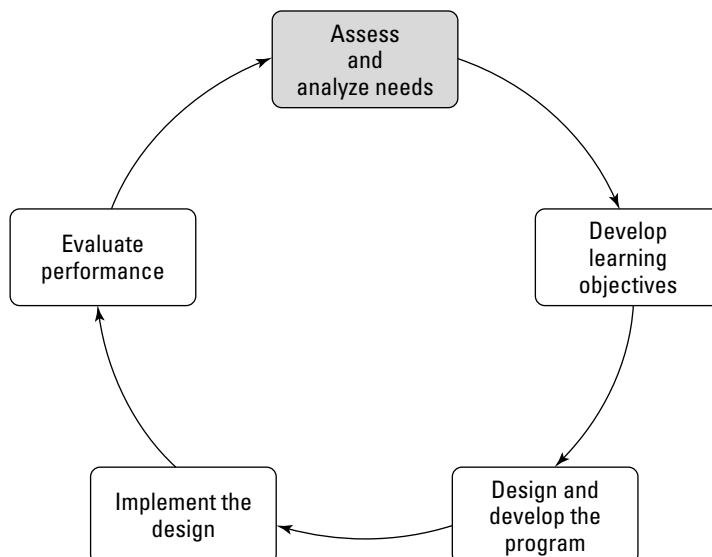 Assess
and
analyze needs
Develop
learning
objectives
Design and
develop the
program
Implement the
design
Evaluate
performance